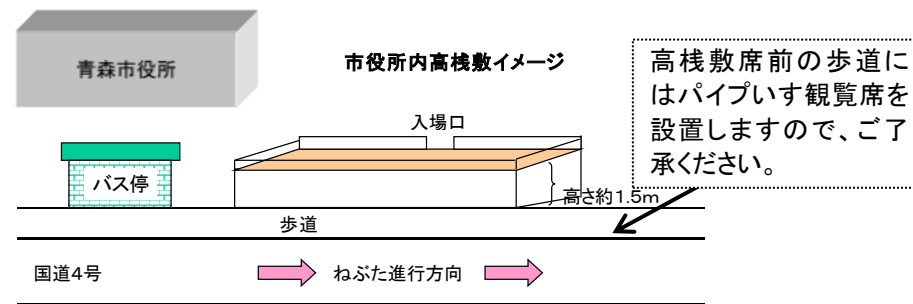 青森市役所
市役所内高桟敷イメージ
高桟敷席前の歩道に
はパイプいす観覧席を
設置しますので、ご了
承ください。
入場口
バス停
高さ約1.5m
歩道
国道4号
ねぶた進行方向